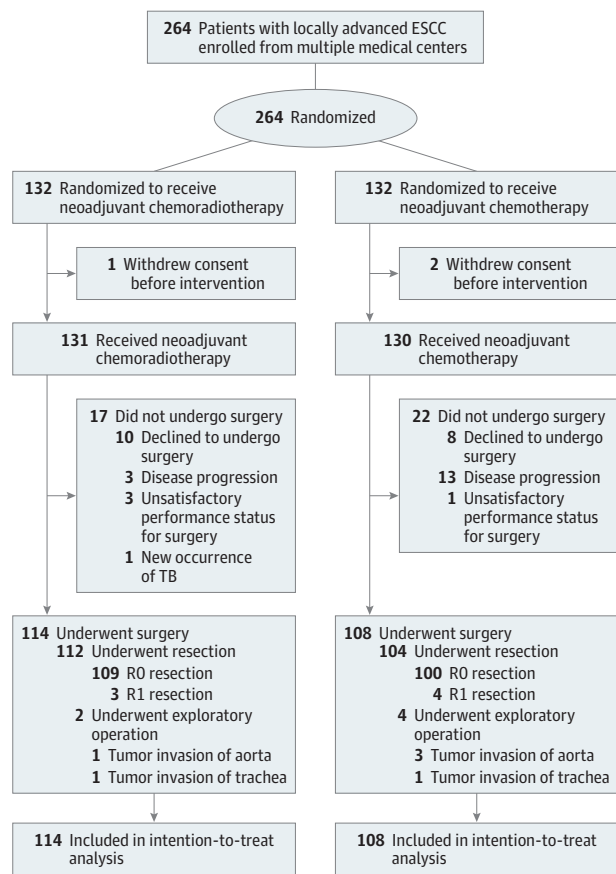 264 Patients with locally advanced ESCC
enrolled from multiple medical centers
264 Randomized
132 Randomized to receive
neoadjuvant chemoradiotherapy
1 Withdrew consent
before intervention
131 Received neoadjuvant
chemoradiotherapy
17 Did not undergo surgery
10 Declined to undergo
surgery
3 Disease progression
3 Unsatisfactory
performance status
for surgery
1 New occurrence
of TB
114 Underwent surgery
112 Underwent resection
109 R0 resection
3 R1 resection
2 Underwent exploratory
operation
1 Tumor invasion of aorta
1 Tumor invasion of trachea
114 Included in intention-to-treat
analysis
132 Randomized to receive
neoadjuvant chemotherapy
2 Withdrew consent
before intervention
130 Received neoadjuvant
chemotherapy
22 Did not undergo surgery
8 Declined to undergo
surgery
13 Disease progression
1 Unsatisfactory
performance status
for surgery
108 Underwent surgery
104 Underwent resection
100 R0 resection
4 R1 resection
4 Underwent exploratory
operation
3 Tumor invasion of aorta
1 Tumor invasion of trachea
108 Included in intention-to-treat
analysis